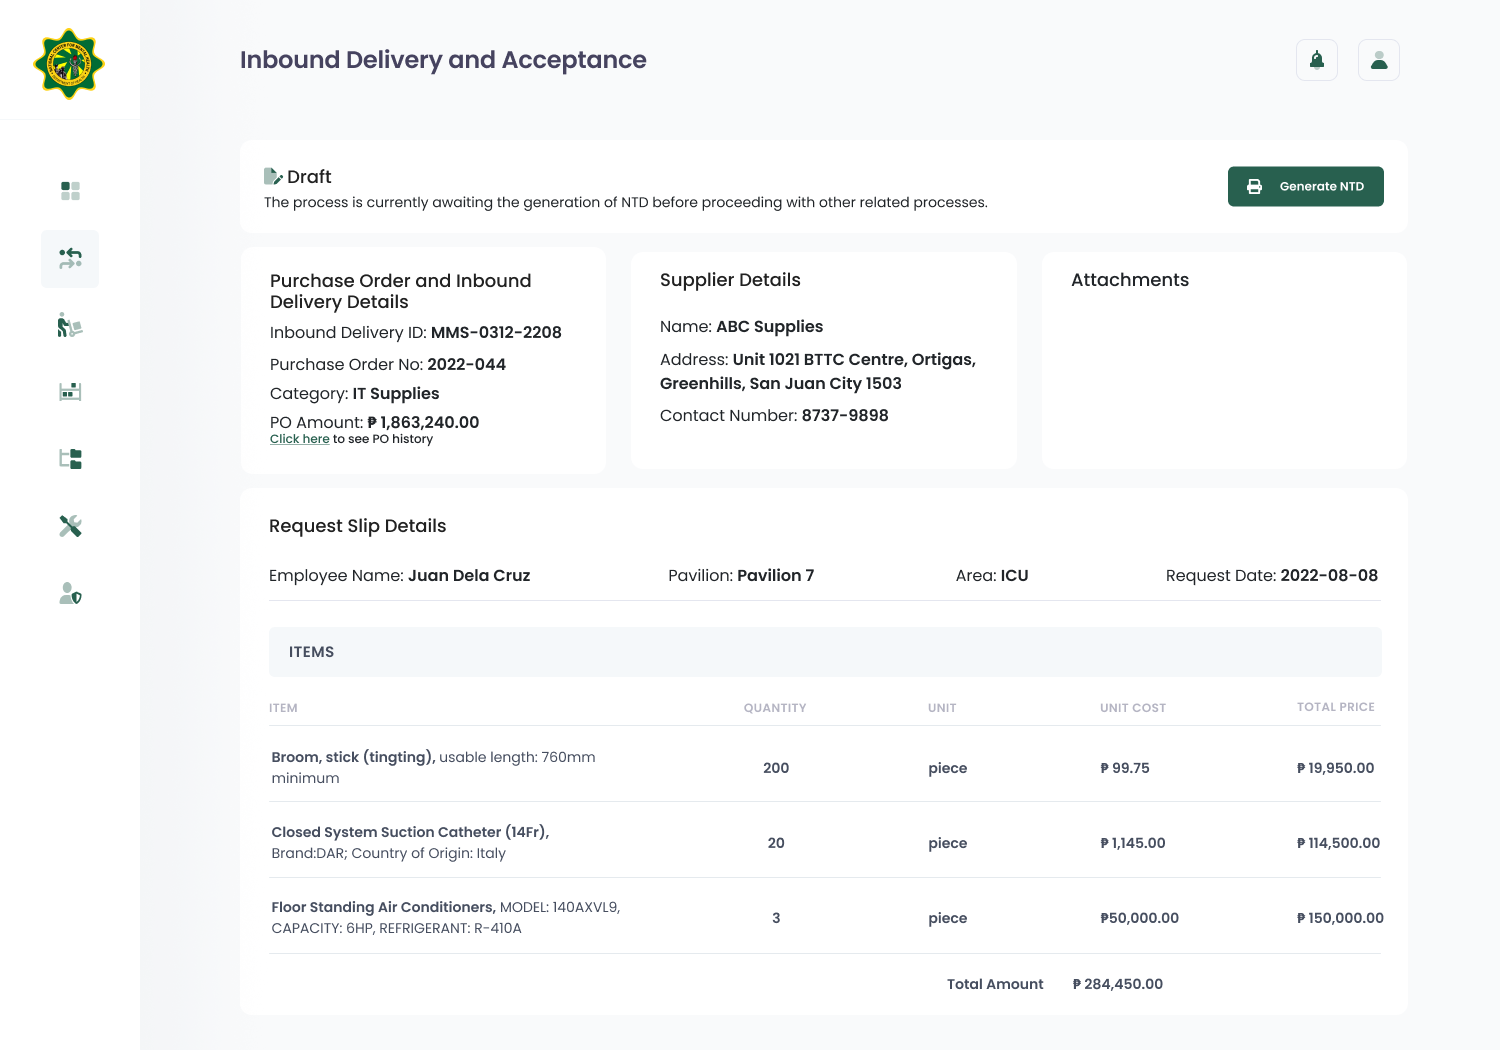 Inbound Delivery and Acceptance
Draft
The process is currently awaiting the generation of NTD before proceeding with other related processes.
Generate NTD
Purchase Order and Inbound
Delivery Details
Inbound Delivery ID: MMS-0312-2208
Purchase Order No: 2022-044
Category: IT Supplies
PO Amount: ₱ 1,863,240.00
Click here to see PO history
Supplier Details
Name: ABC Supplies
Address: Unit 1021 BTTC Centre, Ortigas,
Greenhills, San Juan City 1503
Contact Number: 8737-9898
Attachments
Request Slip Details
Employee Name: Juan Dela Cruz Pavilion: Pavilion 7 Area: ICU Request Date: 2022-08-08
ITEMS
ITEM QUANTITY UNIT UNIT COST TOTAL PRICE
Broom, stick (tingting), usable length: 760mm
minimum
200 piece ₱ 99.75 ₱ 19,950.00
Closed System Suction Catheter (14Fr),
Brand:DAR; Country of Origin: Italy
20 piece ₱ 1,145.00 ₱ 114,500.00
Floor Standing Air Conditioners, MODEL: 140AXVL9,
CAPACITY: 6HP, REFRIGERANT: R-410A
3 piece ₱50,000.00 ₱ 150,000.00
Total Amount ₱ 284,450.00